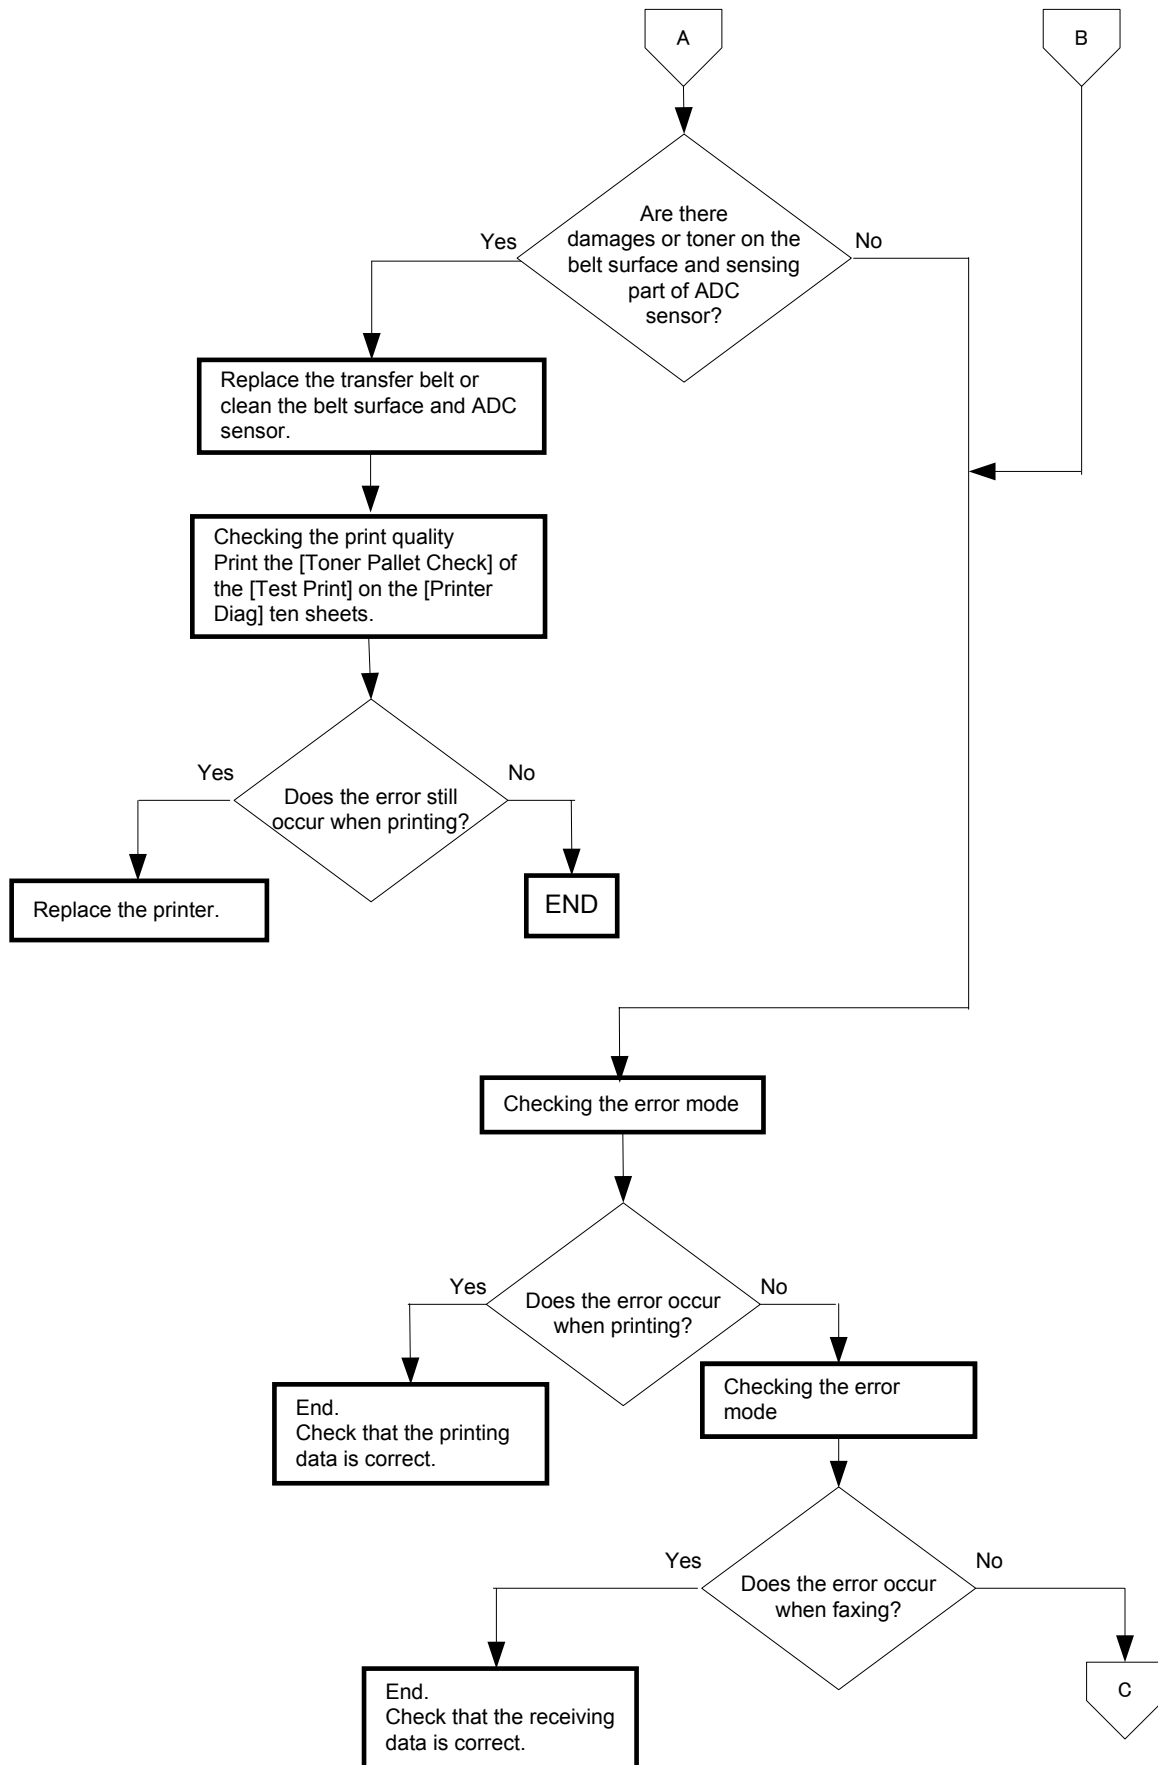 A
B
Are there
damages or toner on the
belt surface and sensing
part of ADC
sensor?
Yes
No
Replace the transfer belt or
clean the belt surface and ADC
sensor.
Checking the print quality
Print the [Toner Pallet Check] of
the [Test Print] on the [Printer
Diag] ten sheets.
Yes
No
Does the error still
occur when printing?
Replace the printer.
END
Checking the error mode
Yes
No
Does the error occur
when printing?
End.
Check that the printing
data is correct.
Checking the error
mode
Yes
No
Does the error occur
when faxing?
End.
Check that the receiving
data is correct.
C